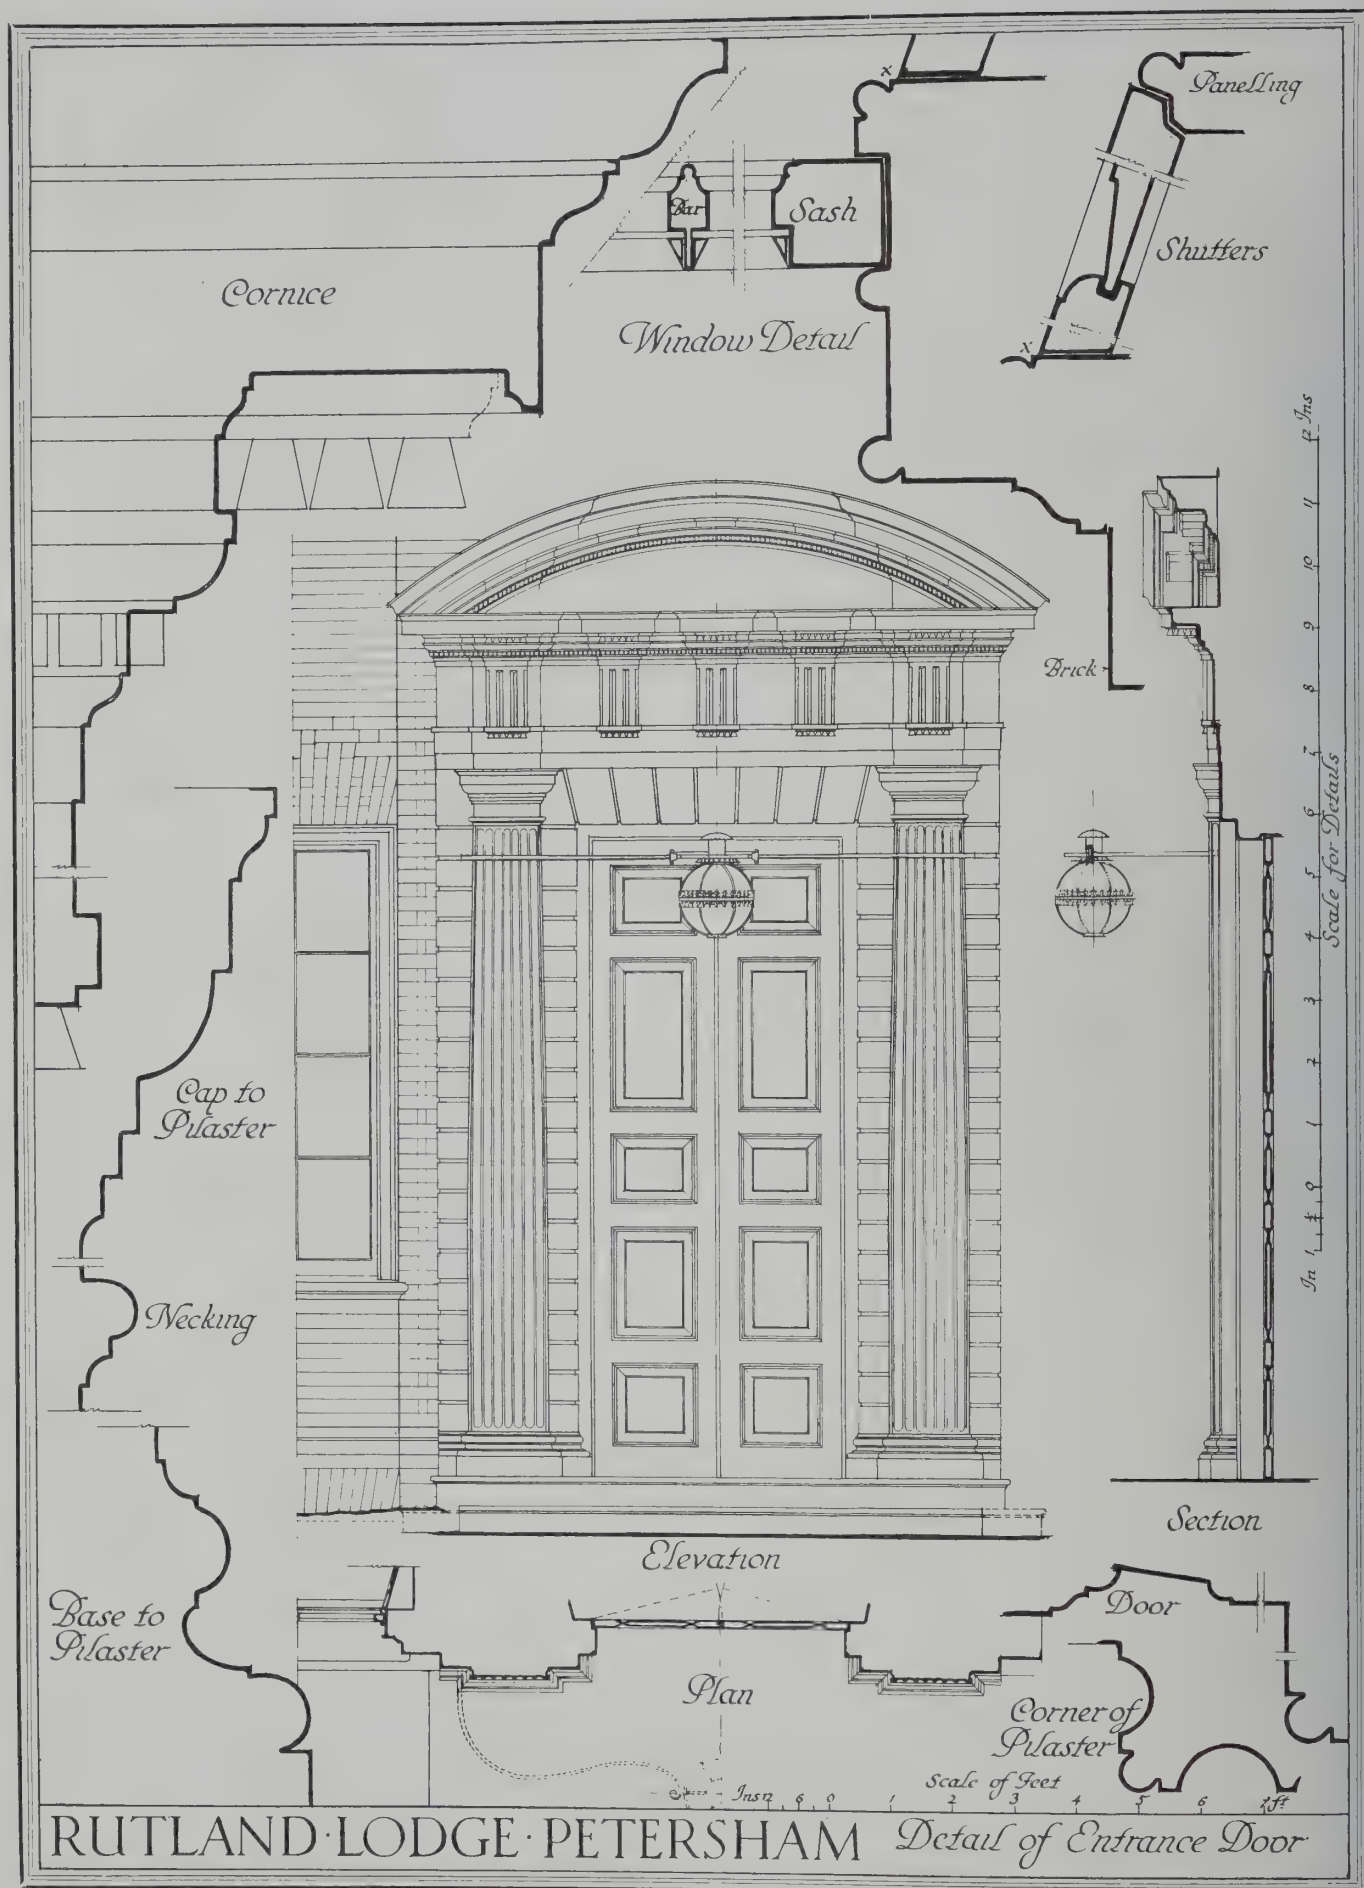 Panelling
x
Bar
Sash
Shutters
Cornice
Window Detail
x
12 Ins
11
10
9
8
7
6
5
4
3
2
1
0
1
In
Scale for Details
Brick
Cap to
Pilaster
Necking
Section
Elevation
Base to
Pilaster
Door
Plan
Corner of
Pilaster
Scale of Feet
Ins 12 6 0 1 2 3 4 5 6 7 ft
RUTLAND·LODGE·PETERSHAM Detail of Entrance Door